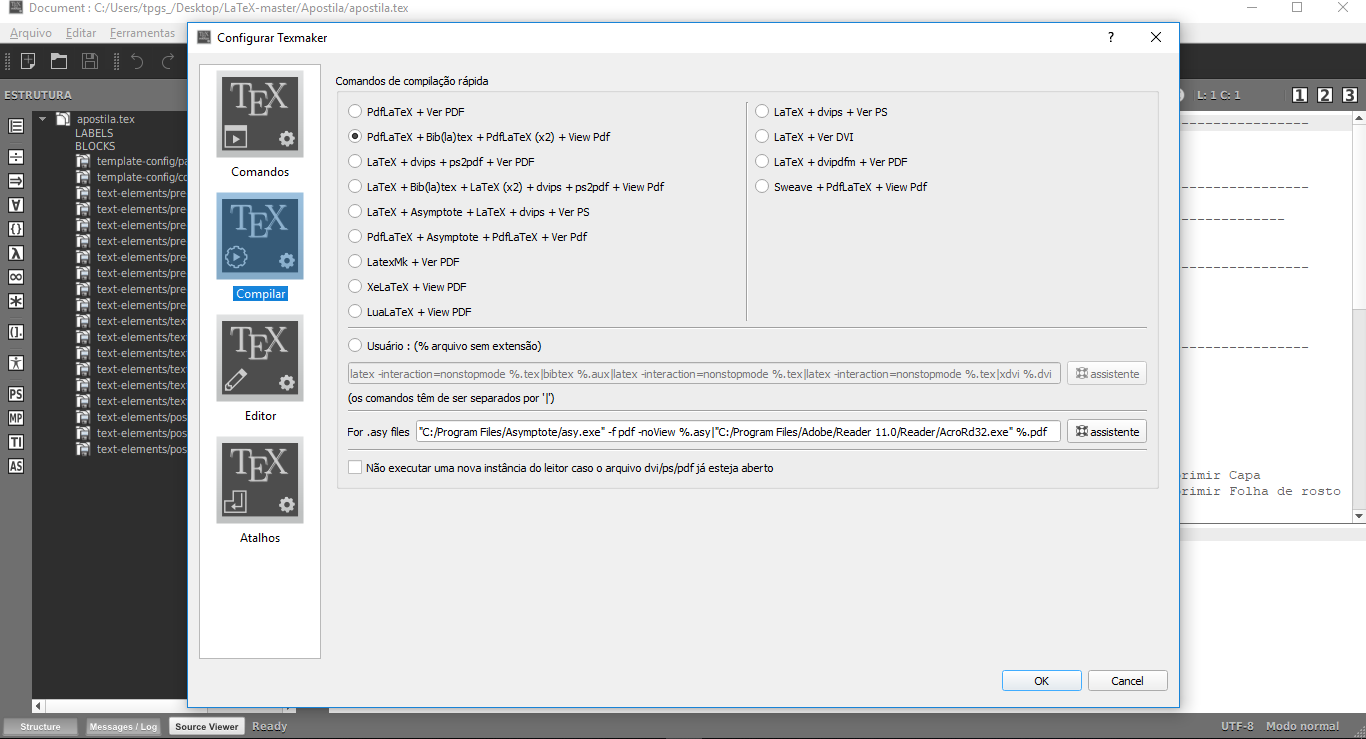 Document : C:/Users/tpgs_/Desktop/LaTeX-master/Apostila/apostila.tex
Arquivo Editar Ferramentas
ESTRUTURA
apostila.tex
LABELS
BLOCKS
template-config/pa
template-config/co
text-elements/pre
text-elements/pre
text-elements/pre
text-elements/pre
text-elements/pre
text-elements/pre
text-elements/pre
text-elements/pre
text-elements/text
text-elements/text
text-elements/text
text-elements/text
text-elements/text
text-elements/text
text-elements/pos
text-elements/pos
text-elements/pos
PS
MP
TI
AS
Configurar Texmaker
?
TEX
Comandos
TEX
Compilar
TEX
Editor
TEX
Atalhos
Comandos de compilação rápida
PdfLaTeX + Ver PDF
PdfLaTeX + Bib(la)tex + PdfLaTeX (x2) + View Pdf
LaTeX + dvips + ps2pdf + Ver PDF
LaTeX + Bib(la)tex + LaTeX (x2) + dvips + ps2pdf + View Pdf
LaTeX + Asymptote + LaTeX + dvips + Ver PS
PdfLaTeX + Asymptote + PdfLaTeX + Ver Pdf
LatexMk + Ver PDF
XeLaTeX + View PDF
LuaLaTeX + View PDF
LaTeX + dvips + Ver PS
LaTeX + Ver DVI
LaTeX + dvipdfm + Ver PDF
Sweave + PdfLaTeX + View Pdf
Usuário : (% arquivo sem extensão)
latex -interaction=nonstopmode %.tex|bibtex %.aux|latex -interaction=nonstopmode %.tex|latex -interaction=nonstopmode %.tex|xdvi %.dvi assistente
(os comandos têm de ser separados por '|')
For .asy files "C:/Program Files/Asymptote/asy.exe" -f pdf -noView %.asy|"C:/Program Files/Adobe/Reader 11.0/Reader/AcroRd32.exe" %.pdf assistente
Não executar uma nova instância do leitor caso o arquivo dvi/ps/pdf já esteja aberto
OK Cancel
L: 1 C: 1 1 2 3
rimir Capa
rimir Folha de rosto
Structure Messages / Log Source Viewer Ready UTF-8 Modo normal